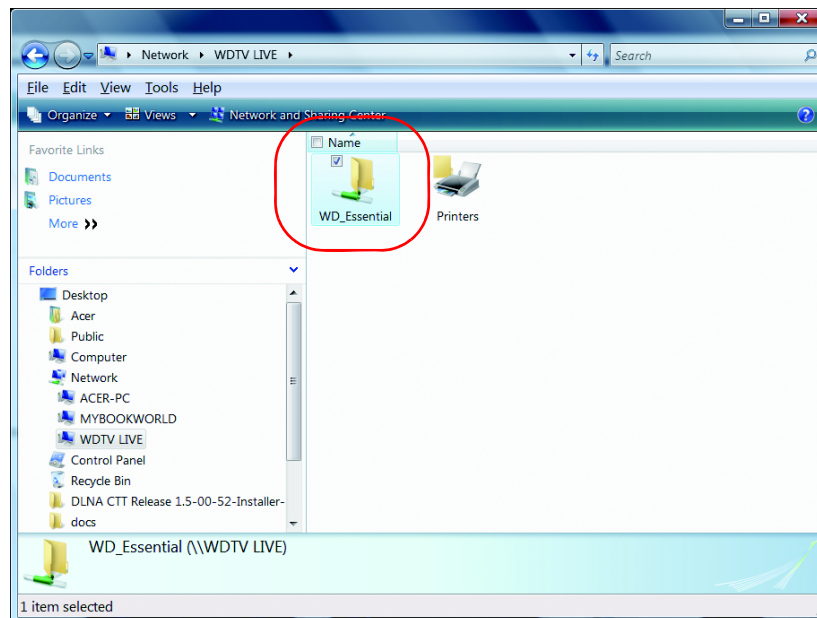 Network ▸ WDTV LIVE ▸
Search
File Edit View Tools Help
Organize Views Network and Sharing Center
Favorite Links
Documents
Pictures
More
Name
WD_Essential
Printers
Folders
Desktop
Acer
Public
Computer
Network
ACER-PC
MYBOOKWORLD
WDTV LIVE
Control Panel
Recycle Bin
DLNA CTT Release 1.5-00-52-Installer-
docs
WD_Essential (\\WDTV LIVE)
1 item selected